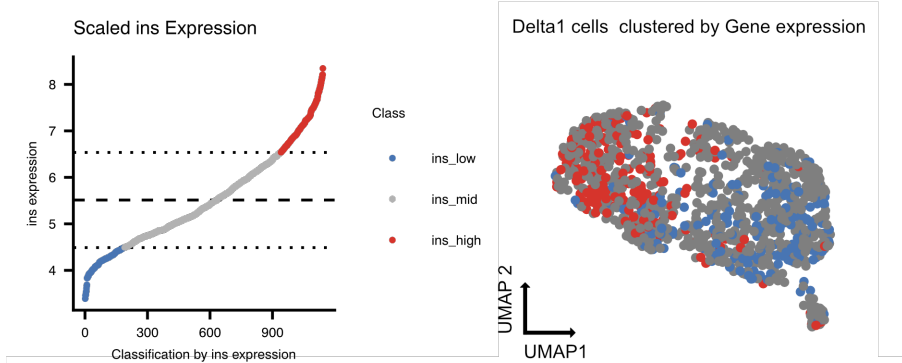 Scaled ins Expression
ins expression
8
7
6
5
4
0 300 600 900
Classification by ins expression
Class
ins_low
ins_mid
ins_high
Delta1 cells clustered by Gene expression
UMAP 2
UMAP1